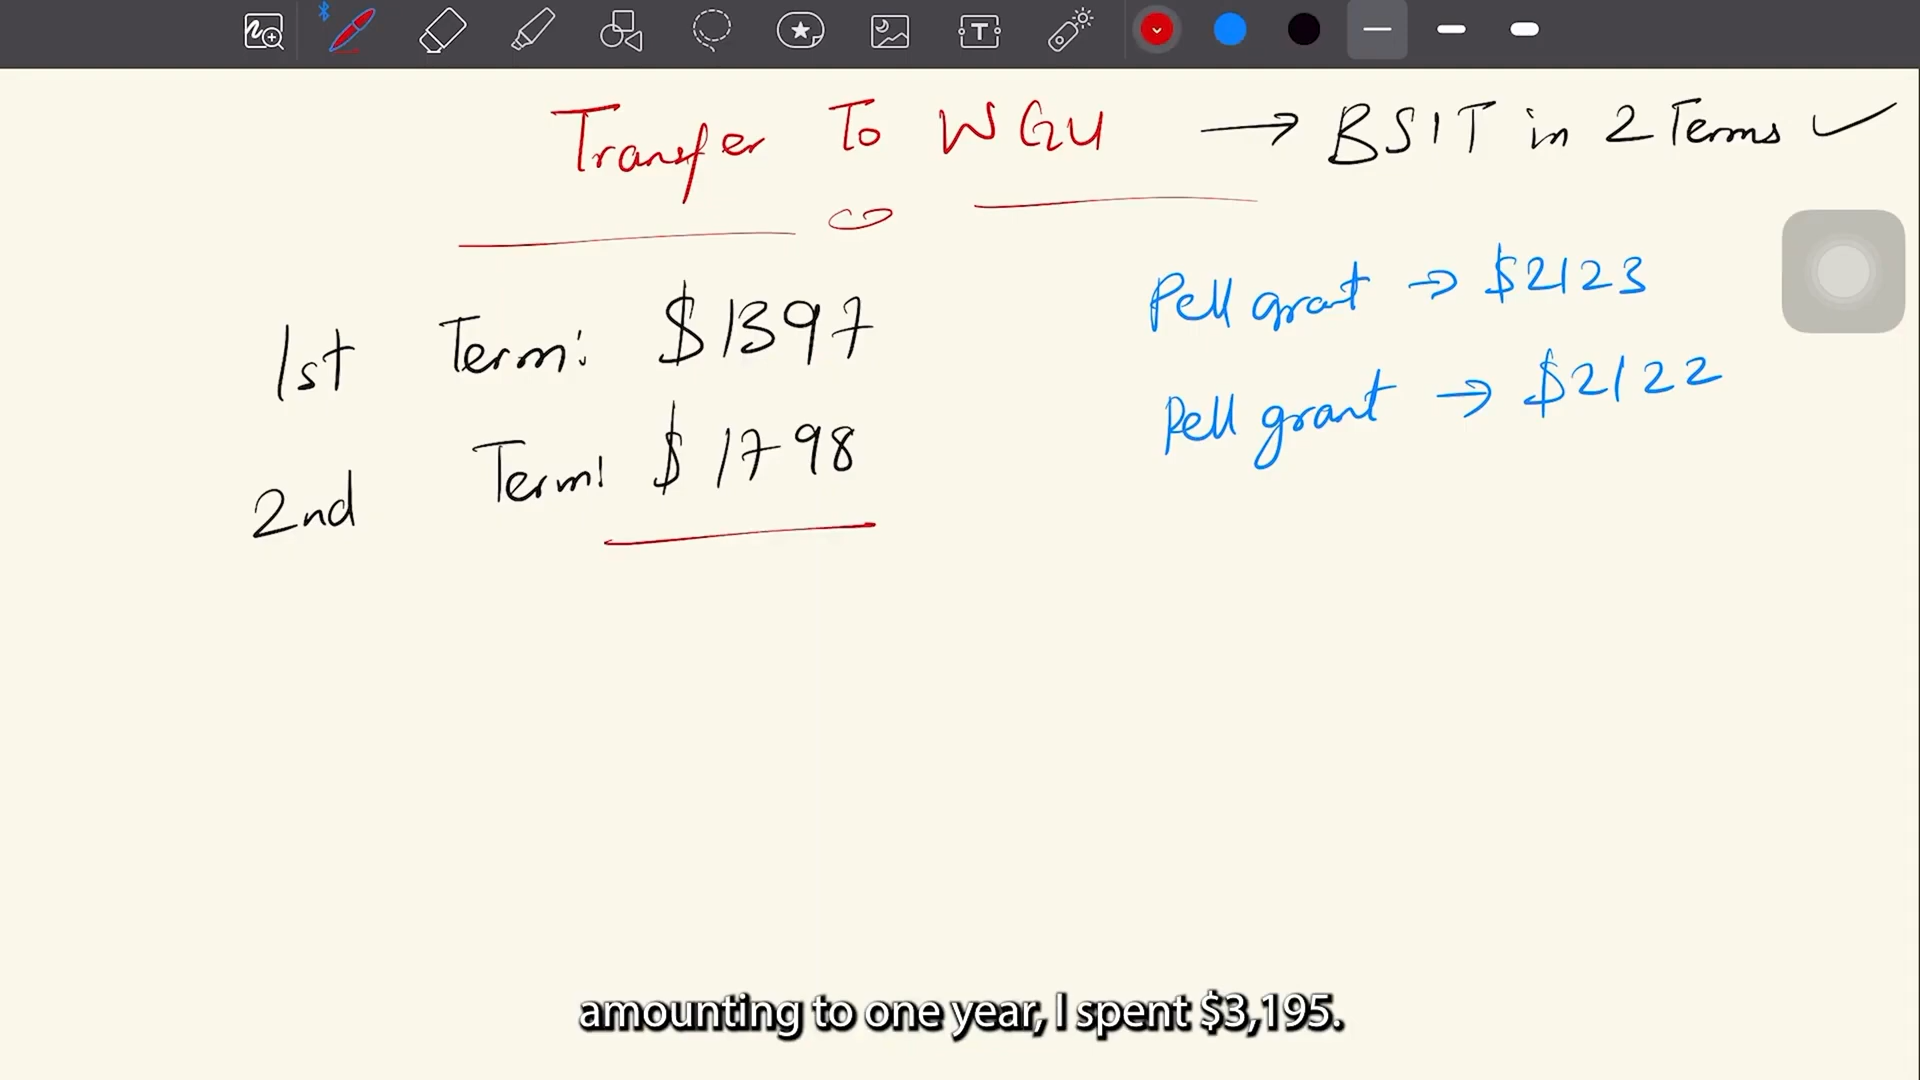 Transfer To WGU → BSIT in 2 Terms ✓
1st Term: $1397
Pell grant → $2123
2nd Term: $1798
Pell grant → $2122
amounting to one year, I spent $3,195.